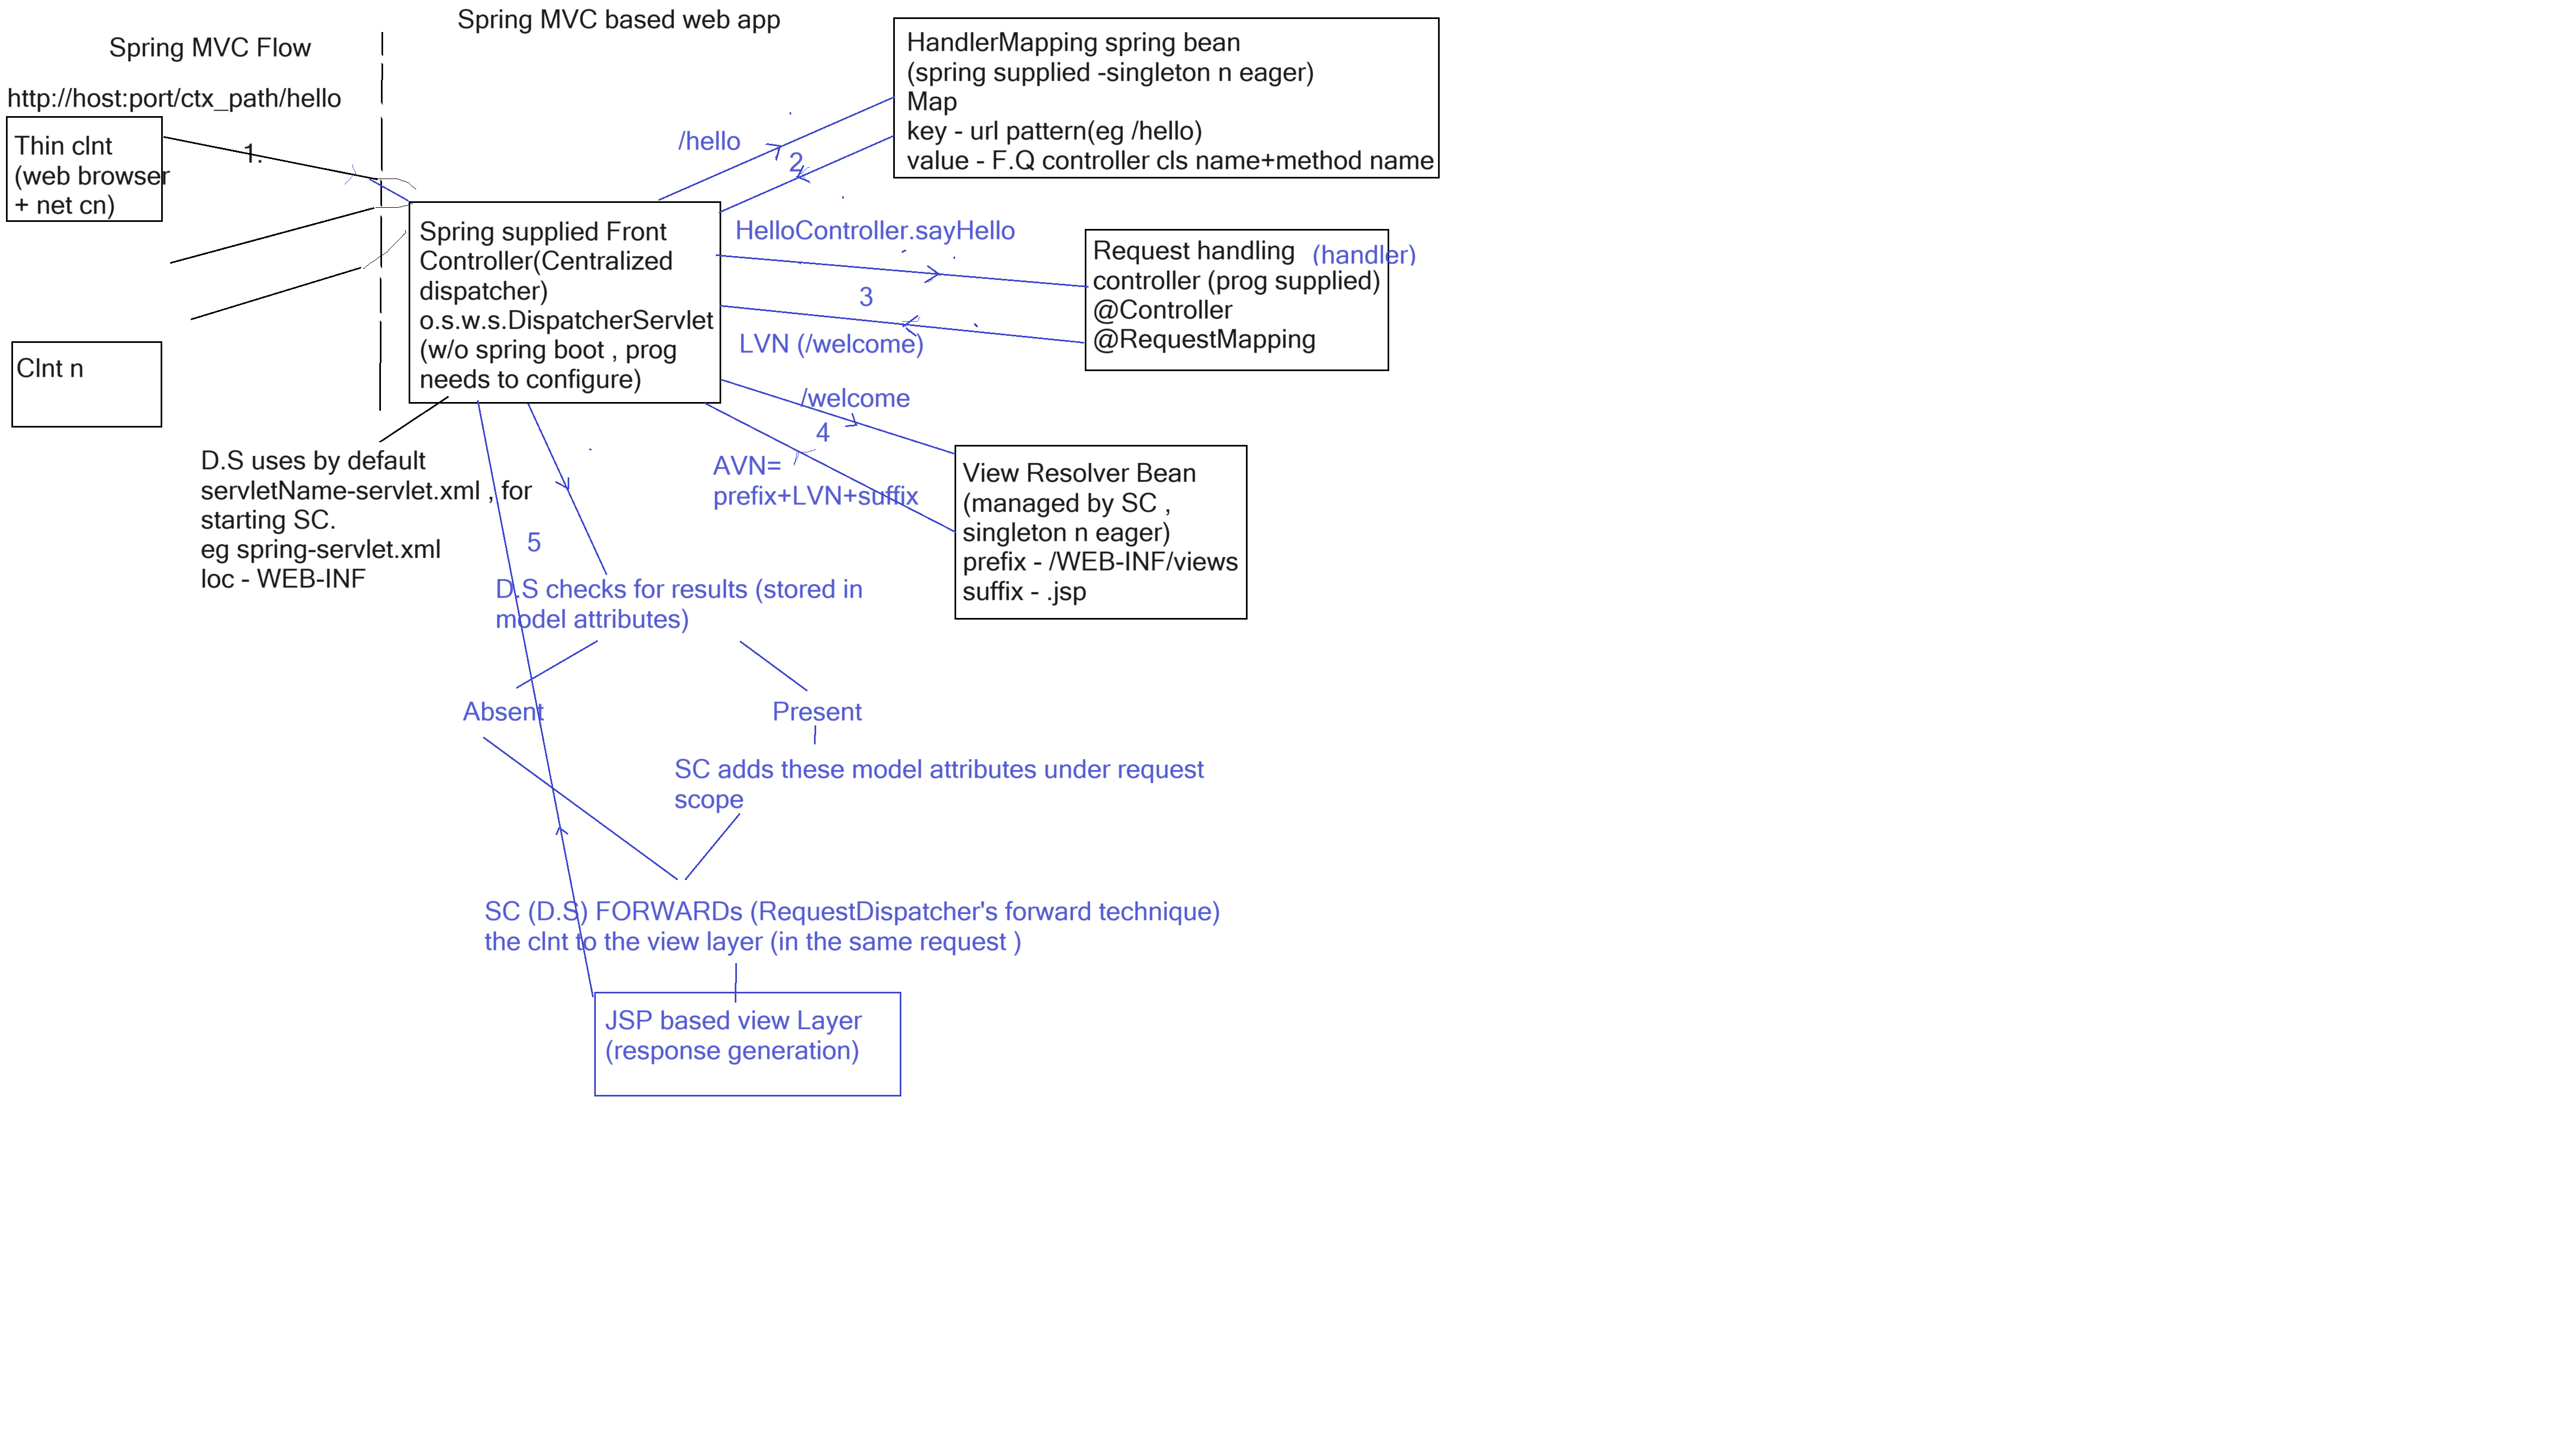 Spring MVC based web app
Spring MVC Flow
http://host:port/ctx_path/hello
Thin clnt
(web browser
+ net cn)
1.
Clnt n
HandlerMapping spring bean
(spring supplied -singleton n eager)
Map
key - url pattern(eg /hello)
value - F.Q controller cls name+method name
/hello
2
Spring supplied Front
Controller(Centralized
dispatcher)
o.s.w.s.DispatcherServlet
(w/o spring boot , prog
needs to configure)
HelloController.sayHello
Request handling (handler)
controller (prog supplied)
@Controller
@RequestMapping
3
LVN (/welcome)
/welcome
4
AVN=
prefix+LVN+suffix
View Resolver Bean
(managed by SC ,
singleton n eager)
prefix - /WEB-INF/views
suffix - .jsp
D.S uses by default
servletName-servlet.xml , for
starting SC.
eg spring-servlet.xml
loc - WEB-INF
5
D.S checks for results (stored in
model attributes)
Absent
Present
SC adds these model attributes under request
scope
SC (D.S) FORWARDs (RequestDispatcher's forward technique)
the clnt to the view layer (in the same request )
JSP based view Layer
(response generation)